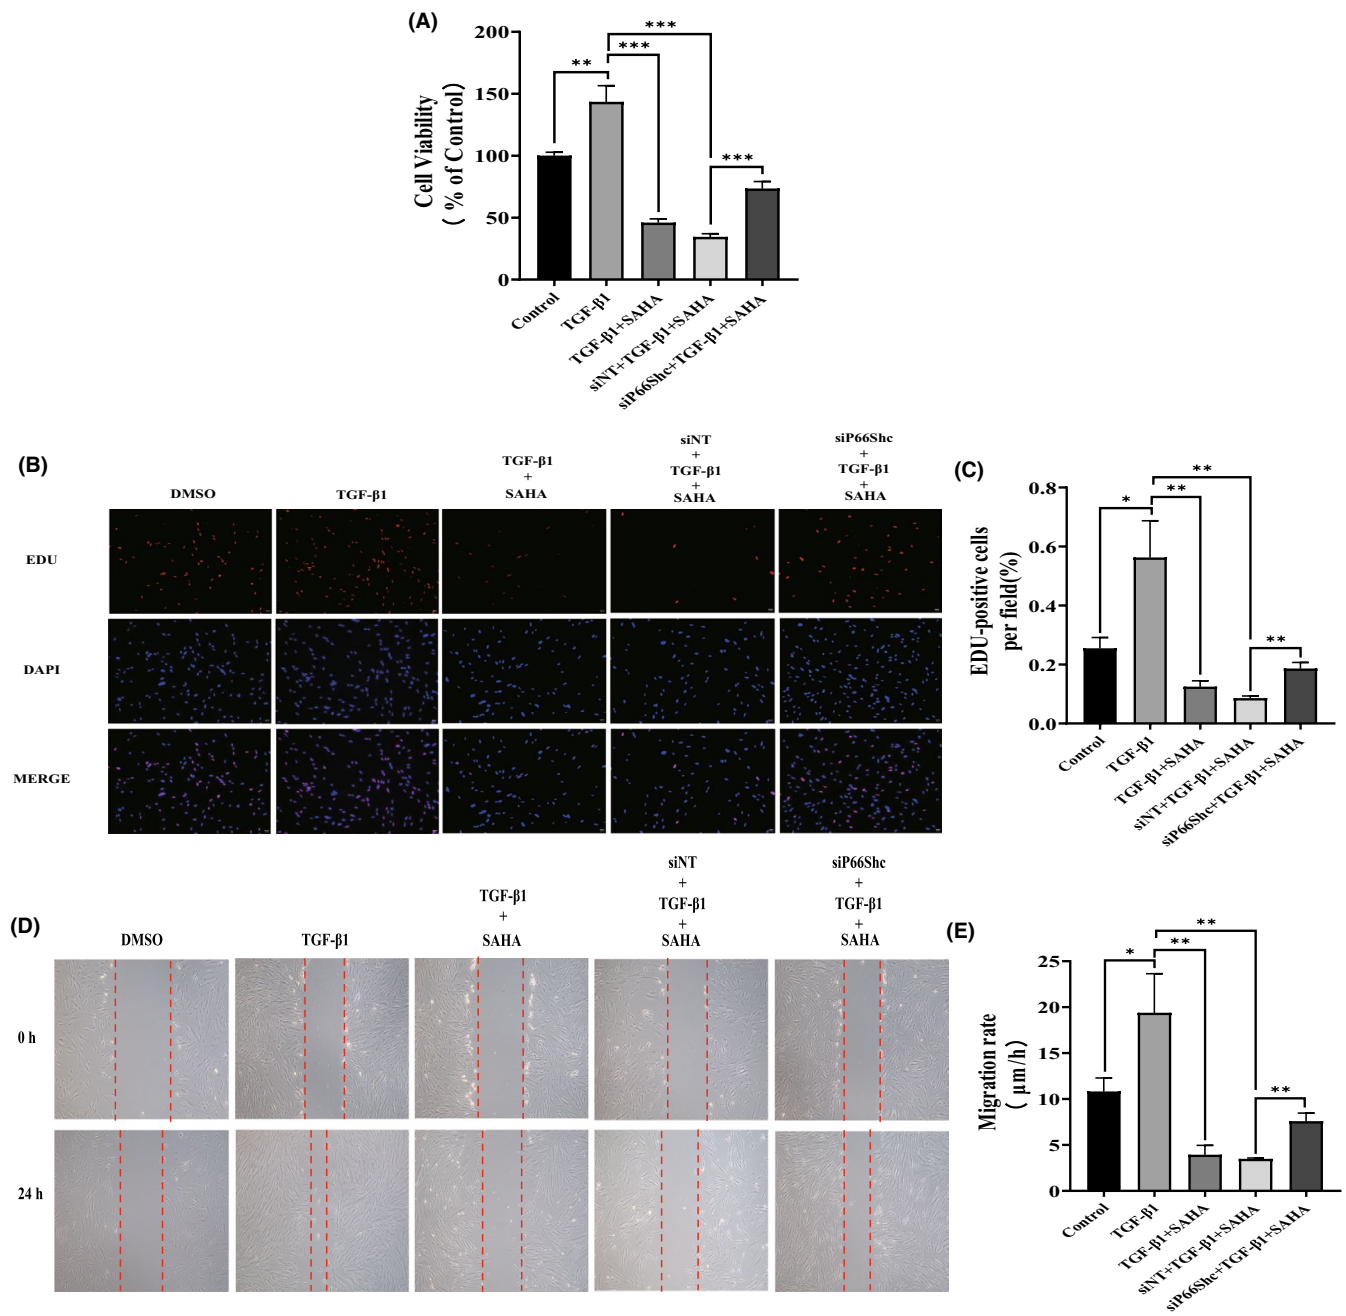 (A)
Cell Viability
( % of Control)
200
150
100
50
0
**
***
***
***
Control
TGF-β1
TGF-β1+SAHA
siNT+TGF-β1+SAHA
siP66Shc+TGF-β1+SAHA
(B)
DMSO
TGF-β1
TGF-β1
+
SAHA
siNT
+
TGF-β1
+
SAHA
siP66Shc
+
TGF-β1
+
SAHA
EDU
DAPI
MERGE
(C)
EDU-positive cells
per field(%)
0.8
0.6
0.4
0.2
0.0
*
**
**
**
Control
TGF-β1
TGF-β1+SAHA
siNT+TGF-β1+SAHA
siP66Shc+TGF-β1+SAHA
(D)
DMSO
TGF-β1
TGF-β1
+
SAHA
siNT
+
TGF-β1
+
SAHA
siP66Shc
+
TGF-β1
+
SAHA
0 h
24 h
(E)
Migration rate
( μm/h)
25
20
15
10
5
0
*
**
**
**
Control
TGF-β1
TGF-β1+SAHA
siNT+TGF-β1+SAHA
siP66Shc+TGF-β1+SAHA